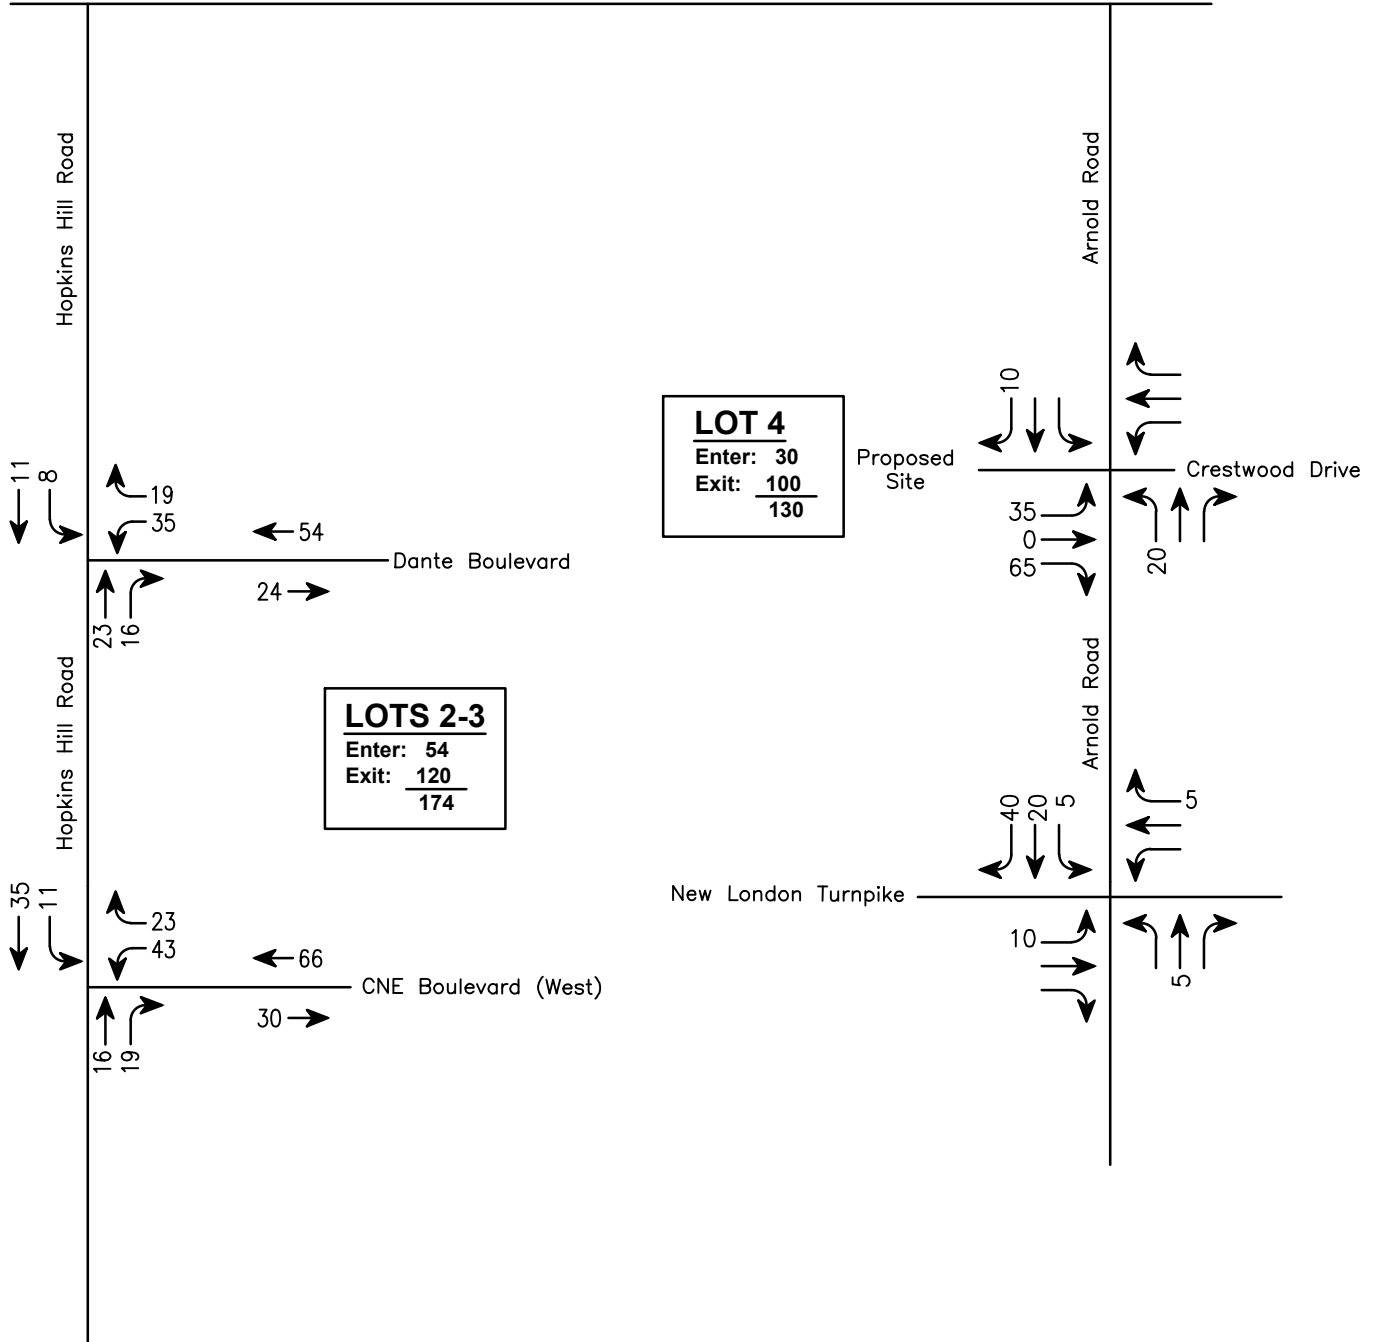 Hopkins Hill Road
Arnold Road
10
LOT 4
Enter: 30
Exit: 100
130
Proposed
Site
Crestwood Drive
35
0
65
20
11
8
19
35
54
Dante Boulevard
24
23
16
Hopkins Hill Road
Arnold Road
LOTS 2-3
Enter: 54
Exit: 120
174
40
20
5
5
New London Turnpike
10
5
35
11
23
43
66
CNE Boulevard (West)
30
16
19